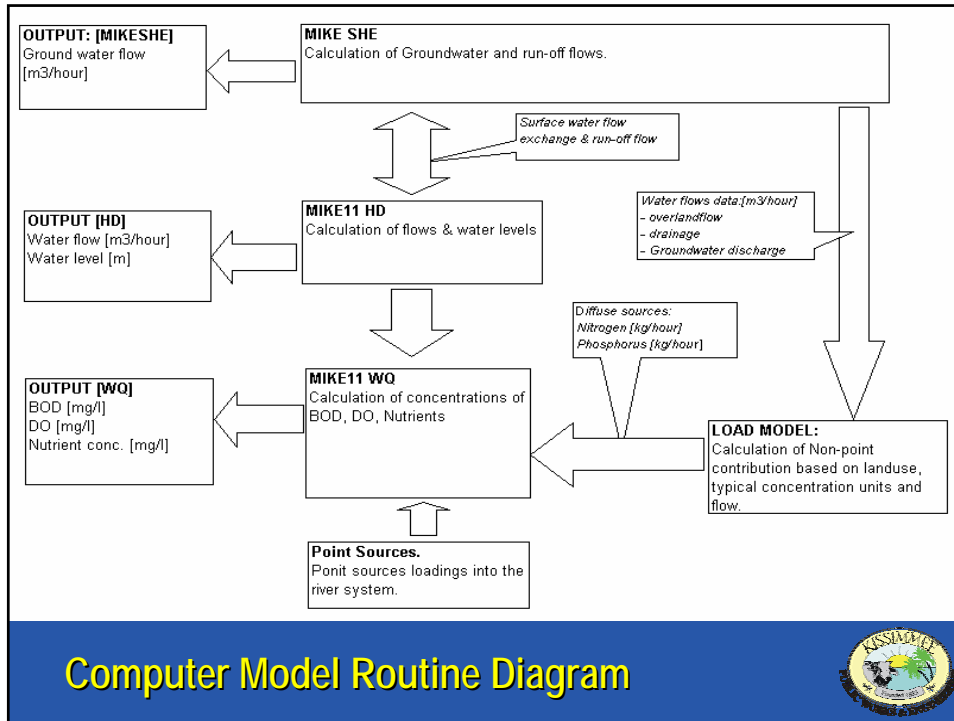 OUTPUT: [MIKESHE]
Ground water flow
[m3/hour]
MIKE SHE
Calculation of Groundwater and run-off flows.
Surface water flow
exchange & run-off flow
Water flows data:[m3/hour]
- overlandflow
- drainage
- Groundwater discharge
OUTPUT [HD]
Water flow [m3/hour]
Water level [m]
MIKE11 HD
Calculation of flows & water levels
Diffuse sources:
Nitrogen [kg/hour]
Phosphorus [kg/hour]
OUTPUT [WQ]
BOD [mg/l]
DO [mg/l]
Nutrient conc. [mg/l]
MIKE11 WQ
Calculation of concentrations of
BOD, DO, Nutrients
LOAD MODEL:
Calculation of Non-point
contribution based on landuse,
typical concentration units and
flow.
Point Sources.
Ponit sources loadings into the
river system.
Computer Model Routine Diagram
KISSIMMEE